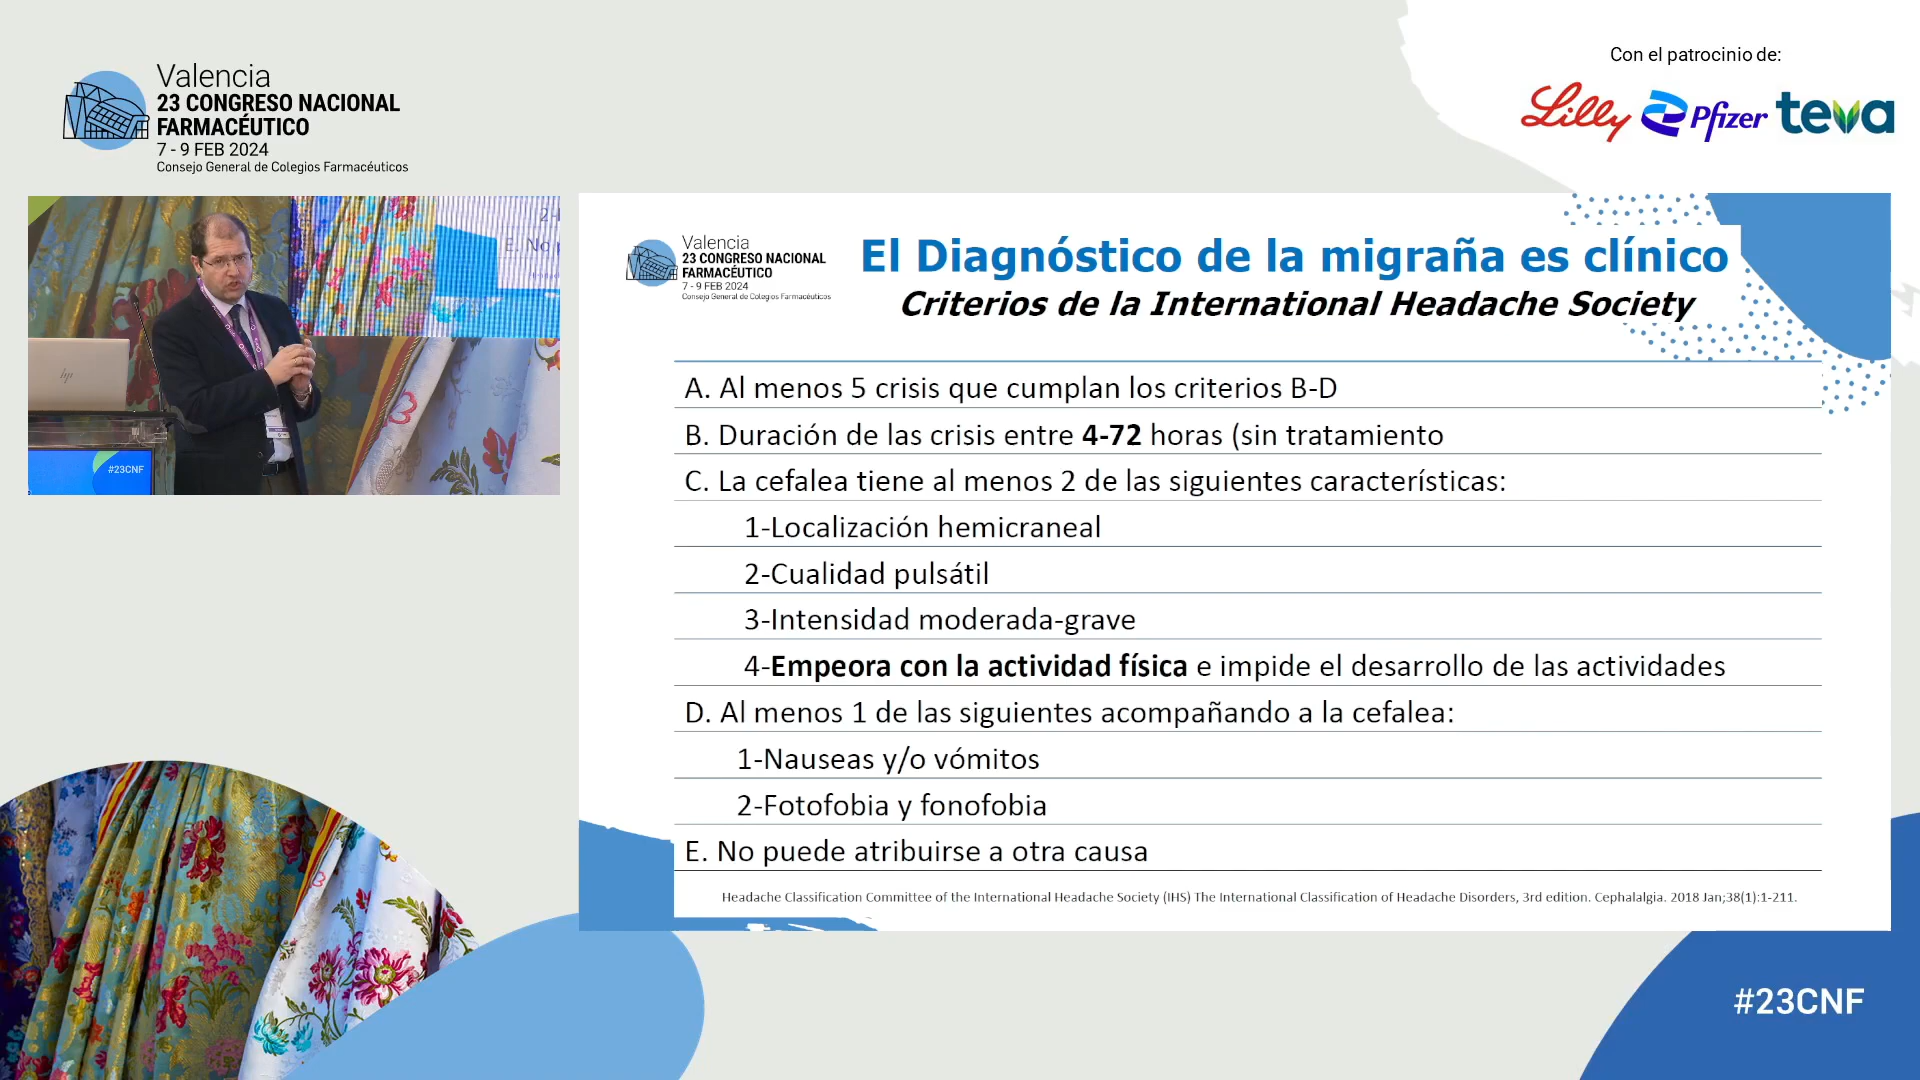 Valencia
23 CONGRESO NACIONAL
FARMACÉUTICO
7 - 9 FEB 2024
Consejo General de Colegios Farmacéuticos
Con el patrocinio de:
Lilly Pfizer teva
hp
#23CNF
E. No
Valencia
23 CONGRESO NACIONAL
FARMACÉUTICO
7 - 9 FEB 2024
Consejo General de Colegios Farmacéuticos
El Diagnóstico de la migraña es clínico
Criterios de la International Headache Society
A. Al menos 5 crisis que cumplan los criterios B-D
B. Duración de las crisis entre 4-72 horas (sin tratamiento
C. La cefalea tiene al menos 2 de las siguientes características:
1-Localización hemicraneal
2-Cualidad pulsátil
3-Intensidad moderada-grave
4-Empeora con la actividad física e impide el desarrollo de las actividades
D. Al menos 1 de las siguientes acompañando a la cefalea:
1-Nauseas y/o vómitos
2-Fotofobia y fonofobia
E. No puede atribuirse a otra causa
Headache Classification Committee of the International Headache Society (IHS) The International Classification of Headache Disorders, 3rd edition. Cephalalgia. 2018 Jan;38(1):1-211.
#23CNF